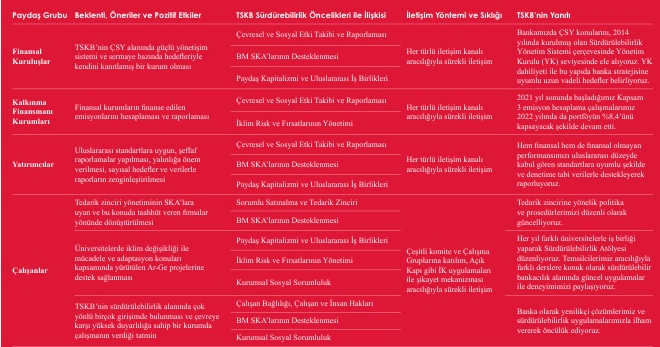 Paydaş Grubu
Beklenti, Öneriler ve Pozitif Etkiler
TSKB Sürdürebilirlik Öncelikleri ile İlişkisi
İletişim Yöntemi ve Sıklığı
TSKB'nin Yanıtı
Finansal
Kuruluşlar
TSKB'nin ÇSY alanında güçlü yönetişim
sistemi ve sermaye bazında hedefleriyle
kendini kanıtlamış bir kurum olması
Çevresel ve Sosyal Etki Takibi ve Raporlaması
BM SKA'larının Desteklenmesi
Paydaş Kapitalizmi ve Uluslararası İş Birlikleri
Her türlü iletişim kanalı
aracılığıyla sürekli iletişim
Bankamızda ÇSY konularını, 2014
yılında kurulmuş olan Sürdürülebilirlik
Yönetim Sistemi çerçevesinde Yönetim
Kurulu (YK) seviyesinde ele alıyoruz. YK
dahiliyeti ile bu yapıda banka stratejisine
uyumlu uzun vadeli hedefler belirliyoruz.
Kalkınma
Finansmanı
Kurumları
Finansal kurumların finanse edilen
emisyonlarını hesaplaması ve raporlaması
Çevresel ve Sosyal Etki Takibi ve Raporlaması
İklim Risk ve Fırsatlarının Yönetimi
Her türlü iletişim kanalı
aracılığıyla sürekli iletişim
2021 yıl sonunda başladığımız Kapsam
3 emisyon hesaplama çalışmalarımız
2022 yılında da portföyün %8,4'ünü
kapsayacak şekilde devam etti.
Yatırımcılar
Uluslararası standartlara uygun, şeffaf
raporlamalar yapılması, yalınlığa önem
verilmesi, sayısal hedefler ve verilerle
raporların zenginleştirilmesi
Çevresel ve Sosyal Etki Takibi ve Raporlaması
BM SKA'larının Desteklenmesi
Paydaş Kapitalizmi ve Uluslararası İş Birlikleri
Her türlü iletişim kanalı
aracılığıyla sürekli iletişim
Hem finansal hem de finansal olmayan
performansımızı uluslararası düzeyde
kabul gören standartlara uyumlu şekilde
ve denetime tabi verilerle destekleyerek
raporluyoruz.
Çalışanlar
Tedarik zinciri yönetiminin SKA'lara
uyan ve bu konuda taahhüt veren firmalar
yönünde dönüştürülmesi
Sorumlu Satınalma ve Tedarik Zinciri
BM SKA'larının Desteklenmesi
Çeşitli komite ve Çalışma
Gruplarına katılım, Açık
Kapı gibi İK uygulamaları
ile şikayet mekanizması
aracılığıyla sürekli iletişim
Tedarik zincirine yönelik politika
ve prosedürlerimizi düzenli olarak
güncelliyoruz.
Üniversitelerde iklim değişikliği ile
mücadele ve adaptasyon konuları
kapsamında yürütülen Ar-Ge projelerine
destek sağlanması
Paydaş Kapitalizmi ve Uluslararası İş Birlikleri
İklim Risk ve Fırsatlarının Yönetimi
Kurumsal Sosyal Sorumluluk
Her yıl farklı üniversitelerle iş birliği
yaparak Sürdürülebilirlik Atölyesi
düzenliyoruz. Temsilcilerimiz aracılığıyla
farklı derslere konuk olarak sürdürülebilir
bankacılık alanında güncel uygulamalar
ile deneyimimizi paylaşıyoruz.
TSKB'nin sürdürülebilirlik alanında çok
yönlü birçok girişimde bulunması ve çevreye
karşı yüksek duyarlılığa sahip bir kurumda
çalışmanın verdiği tatmin
Çalışan Bağlılığı, Çalışan ve İnsan Hakları
BM SKA'larının Desteklenmesi
Kurumsal Sosyal Sorumluluk
Banka olarak yenilikçi çözümlerimiz ve
sürdürülebilirlik uygulamalarımızla ilham
vererek öncülük ediyoruz.